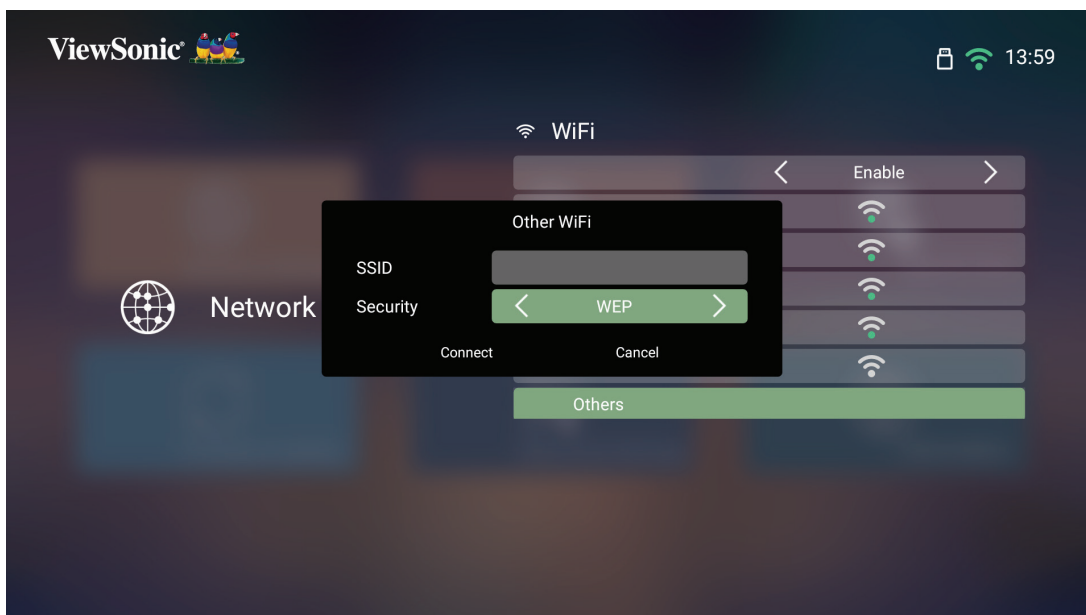 ViewSonic®
13:59
WiFi
Enable
Other WiFi
SSID
Network
Security
WEP
Connect
Cancel
Others